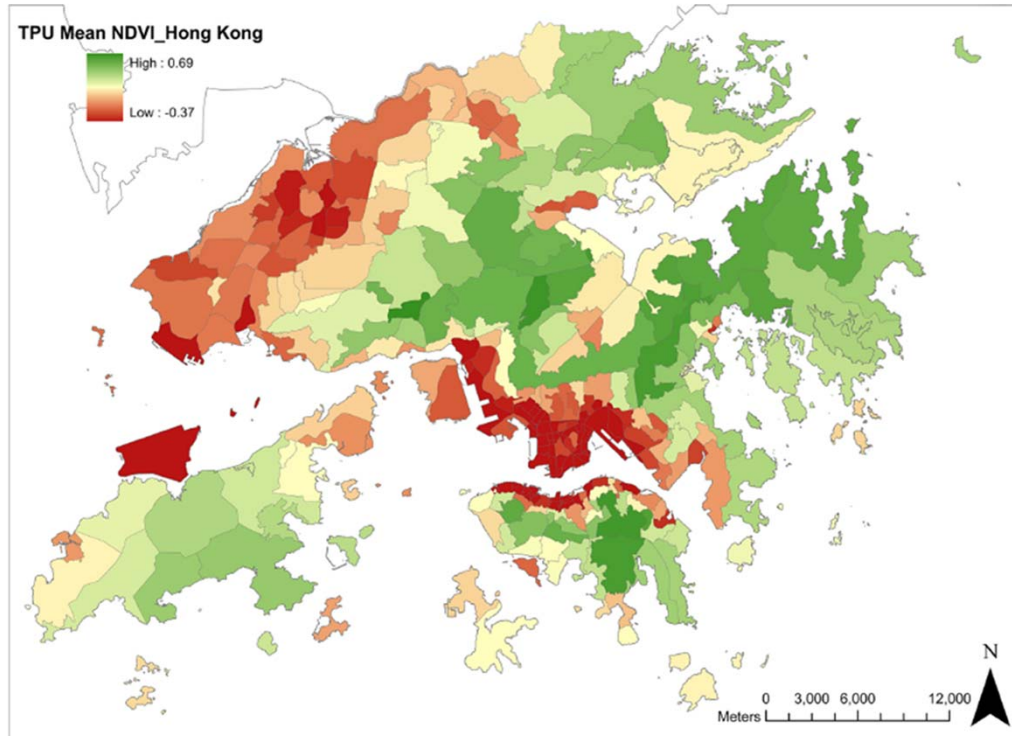 TPU Mean NDVI_Hong Kong
High : 0.69
Low : -0.37
N
0 3,000 6,000 12,000
Meters